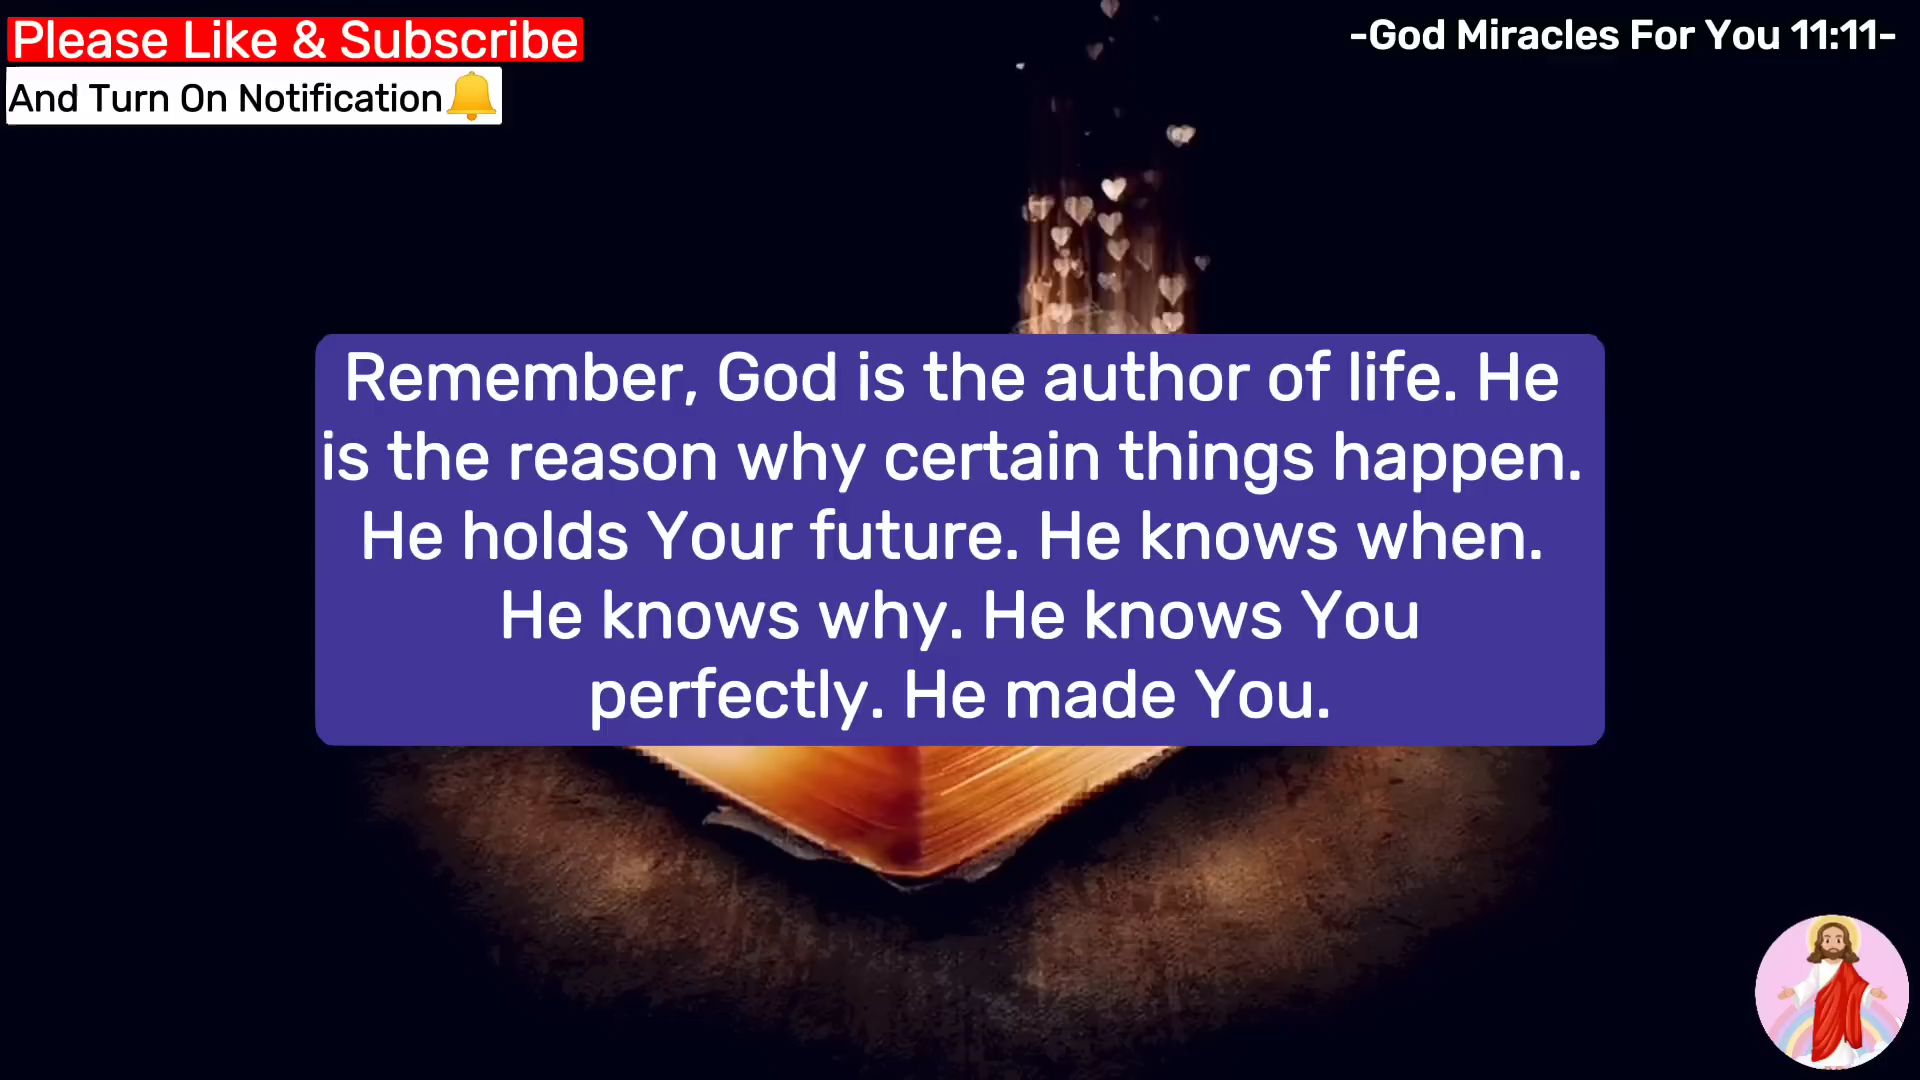 Please Like & Subscribe
And Turn On Notification
-God Miracles For You 11:11-
Remember, God is the author of life. He
is the reason why certain things happen.
He holds Your future. He knows when.
He knows why. He knows You
perfectly. He made You.